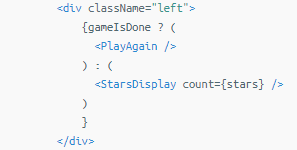 <div className="left">
    {gameIsDone ? (
      <PlayAgain />
    ) : (
      <StarsDisplay count={stars} />
    )
    }
</div>